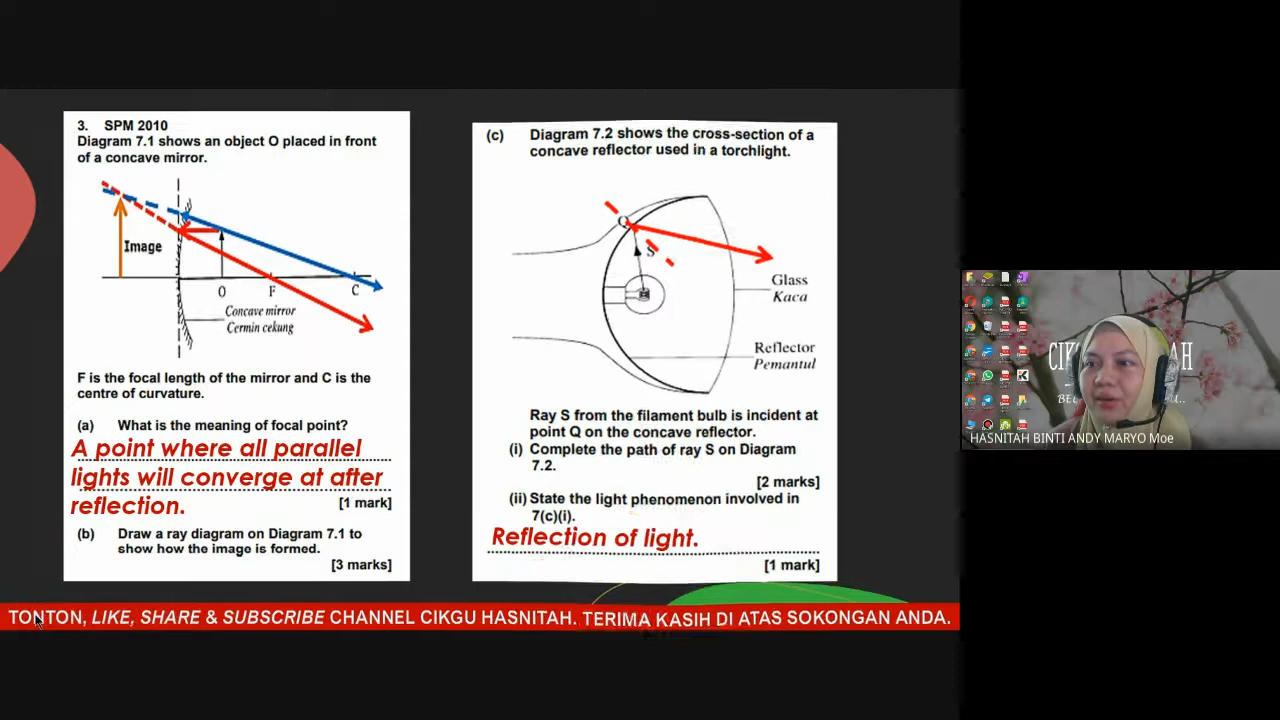 3. SPM 2010
Diagram 7.1 shows an object O placed in front
of a concave mirror.
Image
O
F
C
Concave mirror
Cermin cekung
F is the focal length of the mirror and C is the
centre of curvature.
(a) What is the meaning of focal point?
A point where all parallel
lights will converge at after
reflection.
[1 mark]
(b) Draw a ray diagram on Diagram 7.1 to
show how the image is formed.
[3 marks]
(c) Diagram 7.2 shows the cross-section of a
concave reflector used in a torchlight.
Q
S
Glass
Kaca
Reflector
Pemantul
Ray S from the filament bulb is incident at
point Q on the concave reflector.
(i) Complete the path of ray S on Diagram
7.2.
[2 marks]
(ii) State the light phenomenon involved in
7(c)(i).
Reflection of light.
[1 mark]
HASNITAH BINTI ANDY MARYO Moe
TONTON, LIKE, SHARE & SUBSCRIBE CHANNEL CIKGU HASNITAH. TERIMA KASIH DI ATAS SOKONGAN ANDA.